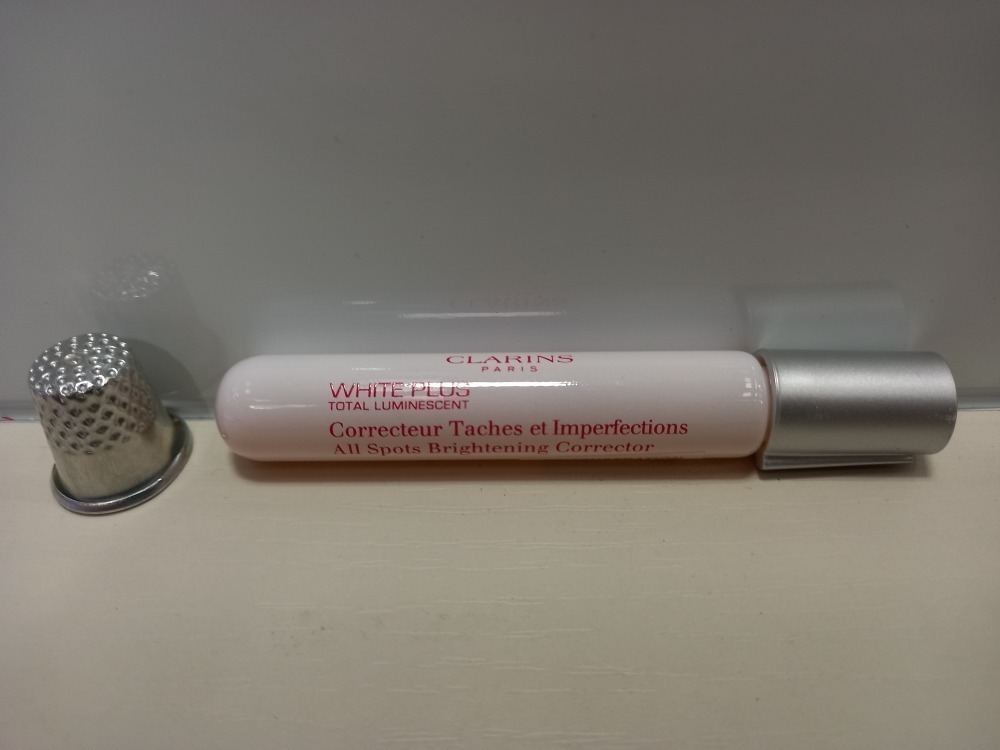 CLARINS
PARIS
WHITE PLUS
TOTAL LUMINESCENT
Correcteur Taches et Imperfections
All Spots Brightening Corrector